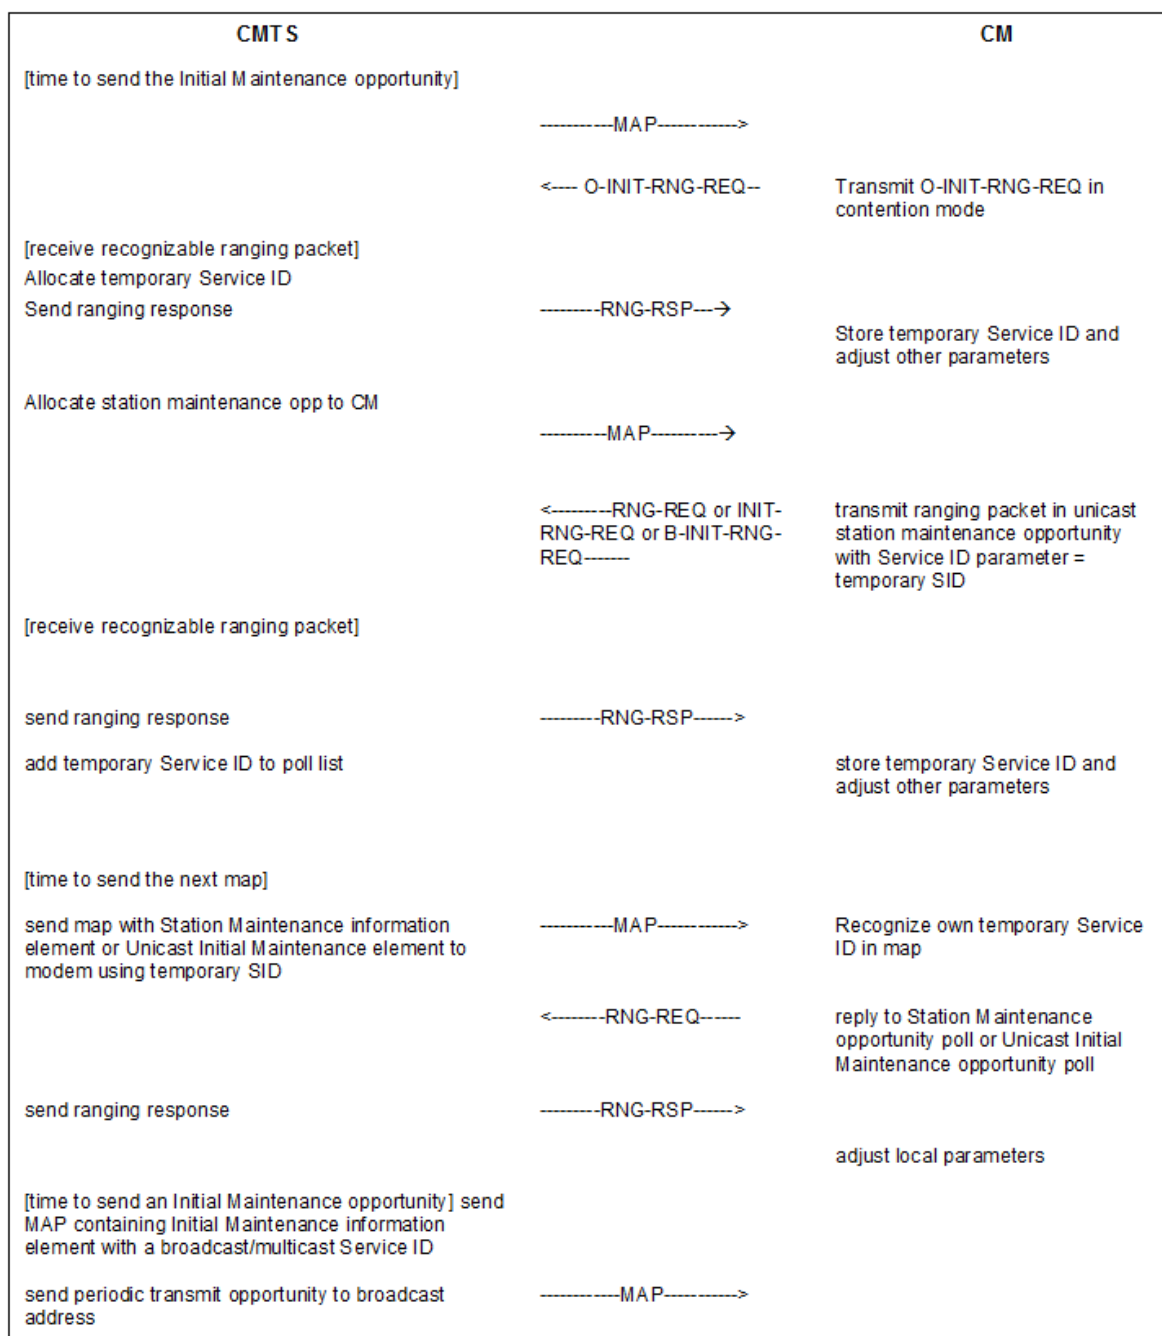 CMTS CM
[time to send the Initial Maintenance opportunity]
-----------MAP------------>
<---- O-INIT-RNG-REQ-- Transmit O-INIT-RNG-REQ in
contention mode
[receive recognizable ranging packet]
Allocate temporary Service ID
Send ranging response ---------RNG-RSP---→
Store temporary Service ID and
adjust other parameters
Allocate station maintenance opp to CM
----------MAP----------→
<---------RNG-REQ or INIT- transmit ranging packet in unicast
RNG-REQ or B-INIT-RNG- station maintenance opportunity
REQ------- with Service ID parameter =
temporary SID
[receive recognizable ranging packet]
send ranging response ---------RNG-RSP------>
add temporary Service ID to poll list store temporary Service ID and
adjust other parameters
[time to send the next map]
send map with Station Maintenance information -----------MAP------------> Recognize own temporary Service
element or Unicast Initial Maintenance element to ID in map
modem using temporary SID
<--------RNG-REQ------ reply to Station Maintenance
opportunity poll or Unicast Initial
Maintenance opportunity poll
send ranging response ---------RNG-RSP------>
adjust local parameters
[time to send an Initial Maintenance opportunity] send
MAP containing Initial Maintenance information
element with a broadcast/multicast Service ID
send periodic transmit opportunity to broadcast ------------MAP----------->
address